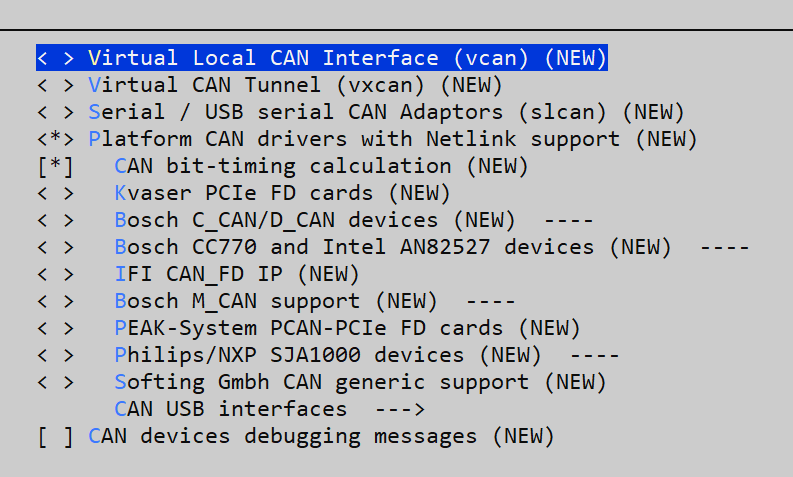 < > Virtual Local CAN Interface (vcan) (NEW)
< > Virtual CAN Tunnel (vxcan) (NEW)
< > Serial / USB serial CAN Adaptors (slcan) (NEW)
<*> Platform CAN drivers with Netlink support (NEW)
[*]   CAN bit-timing calculation (NEW)
< >   Kvaser PCIe FD cards (NEW)
< >   Bosch C_CAN/D_CAN devices (NEW)  ----
< >   Bosch CC770 and Intel AN82527 devices (NEW)  ----
< >   IFI CAN_FD IP (NEW)
< >   Bosch M_CAN support (NEW)  ----
< >   PEAK-System PCAN-PCIe FD cards (NEW)
< >   Philips/NXP SJA1000 devices (NEW)  ----
< >   Softing Gmbh CAN generic support (NEW)
      CAN USB interfaces  --->
[ ] CAN devices debugging messages (NEW)